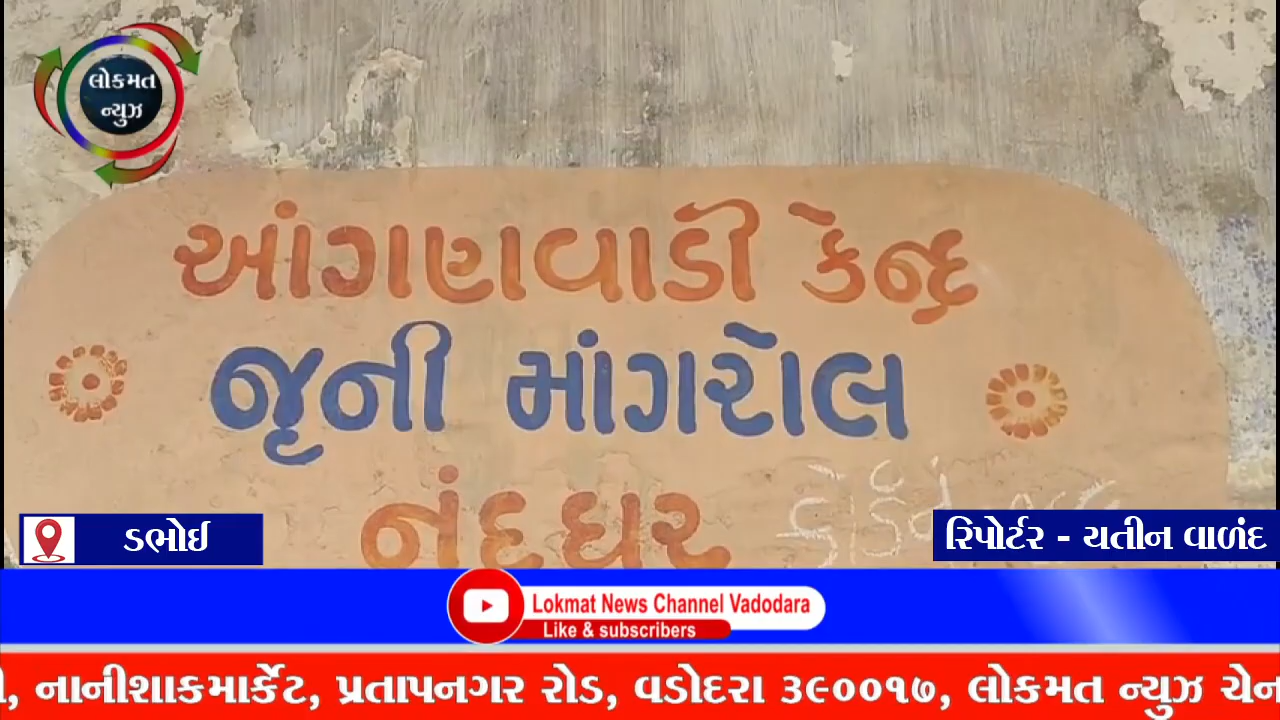 લોકમત
ન્યુઝ
આંગણવાડી કેન્દ્ર
જૂની માંગરોલ
નંદઘર
ડભોઈ
રિપોર્ટર - યતીન વાળંદ
Lokmat News Channel Vadodara
Like & subscribers
, નાનીશાકમાર્કેટ, પ્રતાપનગર રોડ, વડોદરા ૩૯૦૦૧૭, લોકમત ન્યુઝ ચેન